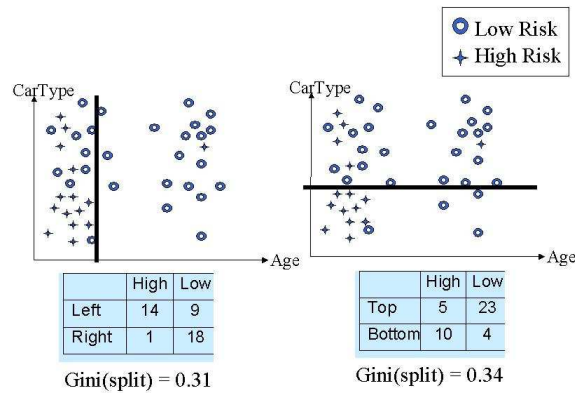 Low Risk
High Risk
CarType
Age
High Low
Left 14 9
Right 1 18
Gini(split) = 0.31
CarType
Age
High Low
Top 5 23
Bottom 10 4
Gini(split) = 0.34